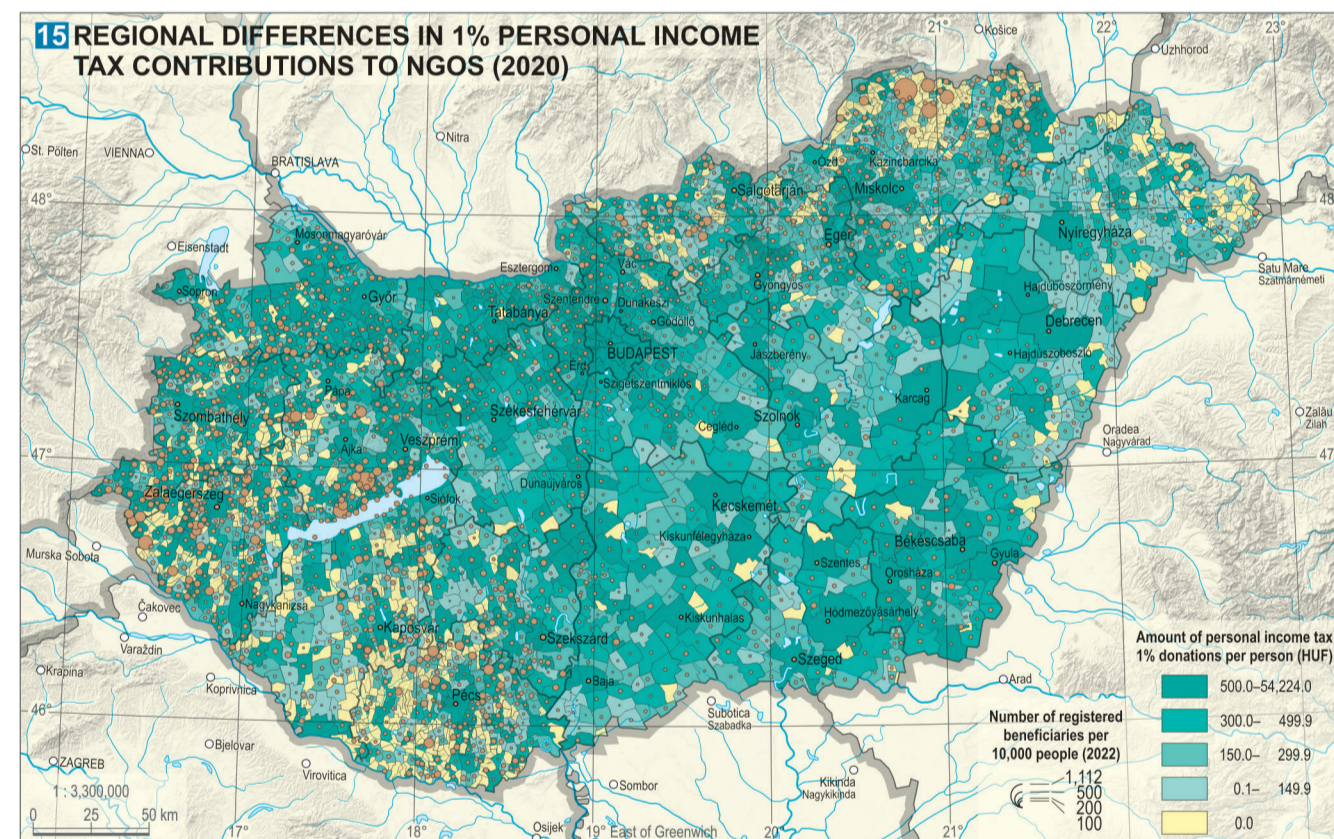 15 REGIONAL DIFFERENCES IN 1% PERSONAL INCOME
TAX CONTRIBUTIONS TO NGOS (2020)
21°
22°
23°
Košice
Uzhhorod
Nitra
St. Pölten
VIENNA
BRATISLAVA
Ózd
Kazincbarcika
Salgótarján
Miskolc
48°
48
Mosonmagyaróvár
Nyíregyháza
Eisenstadt
Eger
Esztergom
Vác
Satu Mare
Szatmárnémeti
Gyöngyös
Hajdúböszörmény
Sopron
Győr
Szentendre
Dunakeszi
Tatabánya
Gödöllő
Debrecen
BUDAPEST
Jászberény
Hajdúszoboszló
Érd
Szigetszentmiklós
Pápa
Karcag
Szombathely
Székesfehérvár
Szolnok
Zalău
Zilah
Cegléd
Oradea
Nagyvárad
Veszprém
Ajka
47°
47
Dunaújváros
Zalaegerszeg
Siófok
Kecskemét
Kiskunfélegyháza
Békéscsaba
Gyula
Murska Sobota
Szentes
Orosháza
Čakovec
Nagykanizsa
Hódmezővásárhely
Kiskunhalas
Kaposvár
Szekszárd
Varaždin
Szeged
Krapina
Koprivnica
Pécs
Baja
Arad
46°
Subotica
Szabadka
Bjelovar
ZAGREB
Virovitica
Sombor
Kikinda
Nagykikinda
Osijek
1 : 3,300,000
0 25 50 km
17°
18°
19° East of Greenwich
20°
21°
Number of registered
beneficiaries per
10,000 people (2022)
1,112
500
200
100
Amount of personal income tax
1% donations per person (HUF)
500.0–54,224.0
300.0– 499.9
150.0– 299.9
0.1– 149.9
0.0